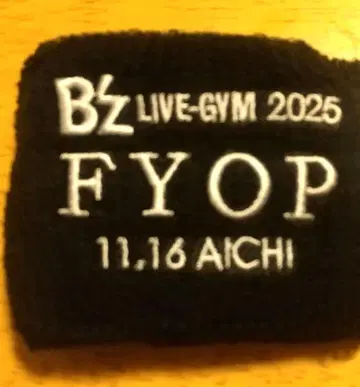 B'z LIVE-GYM 2025
FYOP
11.16 AICHI